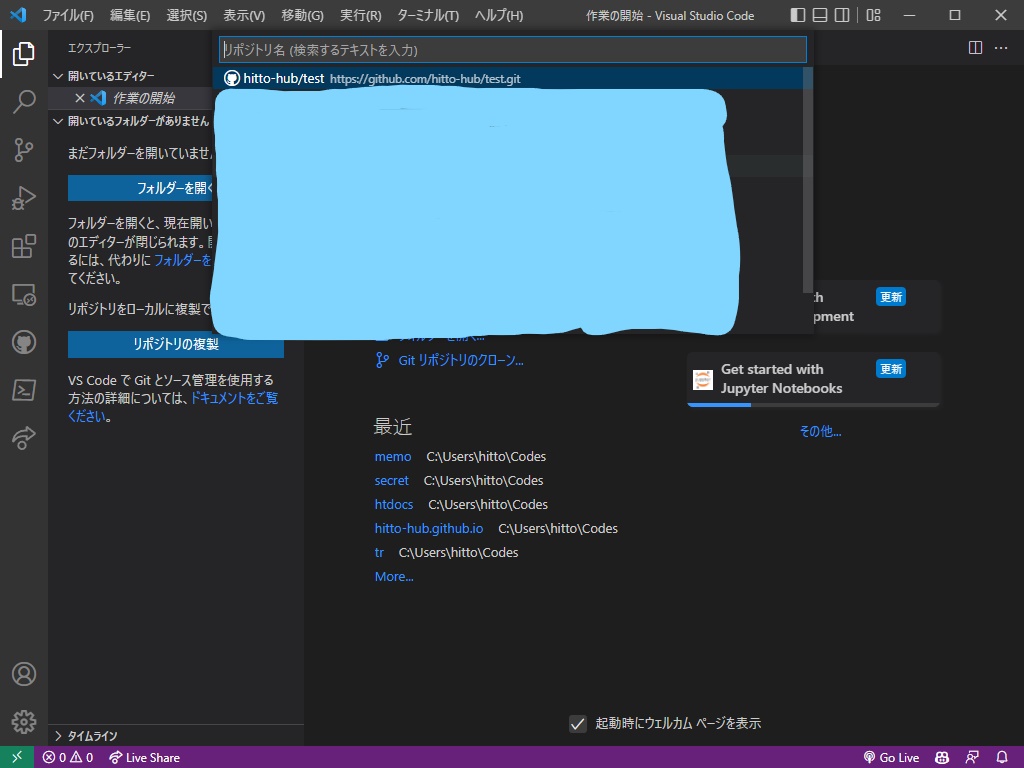 ファイル(F) 編集(E) 選択(S) 表示(V) 移動(G) 実行(R) ターミナル(T) ヘルプ(H) 作業の開始 - Visual Studio Code
エクスプローラー
リポジトリ名 (検索するテキストを入力)
hitto-hub/test https://github.com/hitto-hub/test.git
開いているエディター
作業の開始
開いているフォルダーがありません
まだフォルダーを開いていませ
フォルダーを開く
フォルダーを開くと、現在開い
のエディターが閉じられます。
るには、代わりに フォルダーを
てください。
リポジトリをローカルに複製で
リポジトリの複製
VS Code で Git とソース管理を使用する
方法の詳細については、ドキュメントをご覧
ください。
タイムライン
フォルダーを開く...
Git リポジトリのクローン...
最近
memo C:\Users\hitto\Codes
secret C:\Users\hitto\Codes
htdocs C:\Users\hitto\Codes
hitto-hub.github.io C:\Users\hitto\Codes
tr C:\Users\hitto\Codes
More...
th 更新
pment
Get started with 更新
Jupyter Notebooks
その他...
起動時にウェルカム ページを表示
0 0 Live Share Go Live